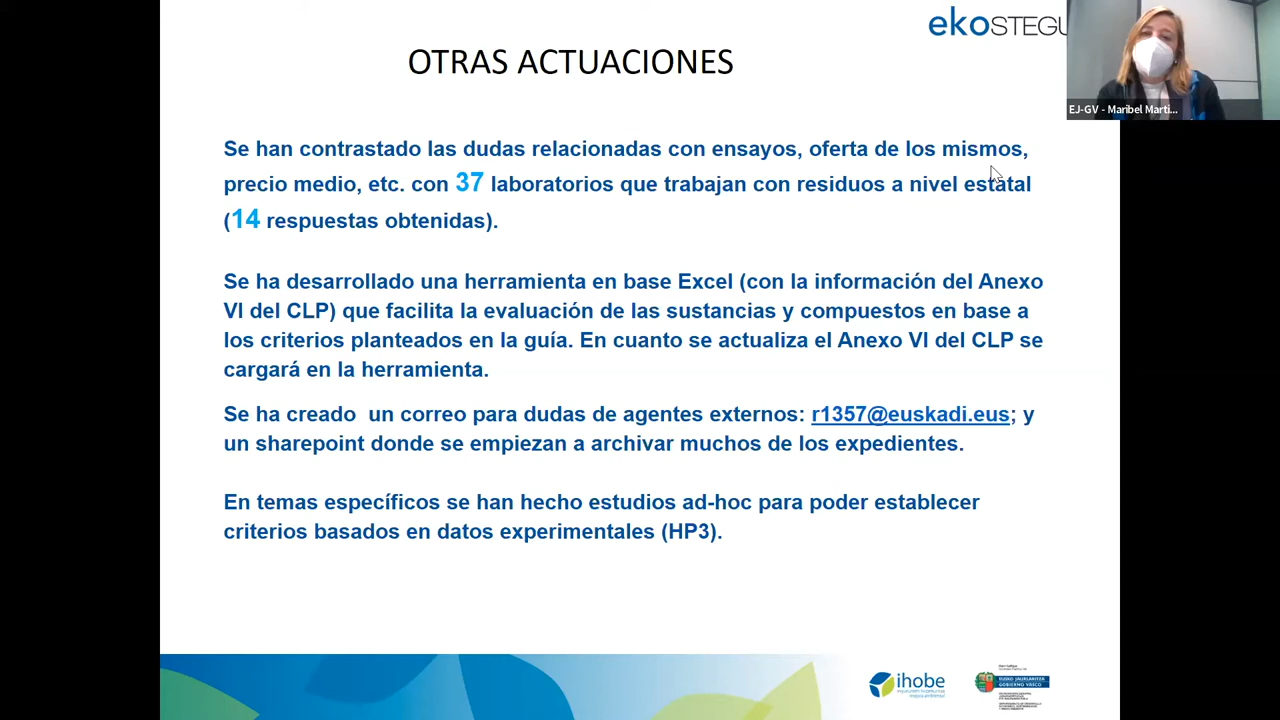 ekoSTEGU
OTRAS ACTUACIONES
EJ-GV - Maribel Marti...
Se han contrastado las dudas relacionadas con ensayos, oferta de los mismos,
precio medio, etc. con 37 laboratorios que trabajan con residuos a nivel estatal
(14 respuestas obtenidas).
Se ha desarrollado una herramienta en base Excel (con la información del Anexo
VI del CLP) que facilita la evaluación de las sustancias y compuestos en base a
los criterios planteados en la guía. En cuanto se actualiza el Anexo VI del CLP se
cargará en la herramienta.
Se ha creado  un correo para dudas de agentes externos: r1357@euskadi.eus; y
un sharepoint donde se empiezan a archivar muchos de los expedientes.
En temas específicos se han hecho estudios ad-hoc para poder establecer
criterios basados en datos experimentales (HP3).
ihobe
EUSKO JAURLARITZA
GOBIERNO VASCO